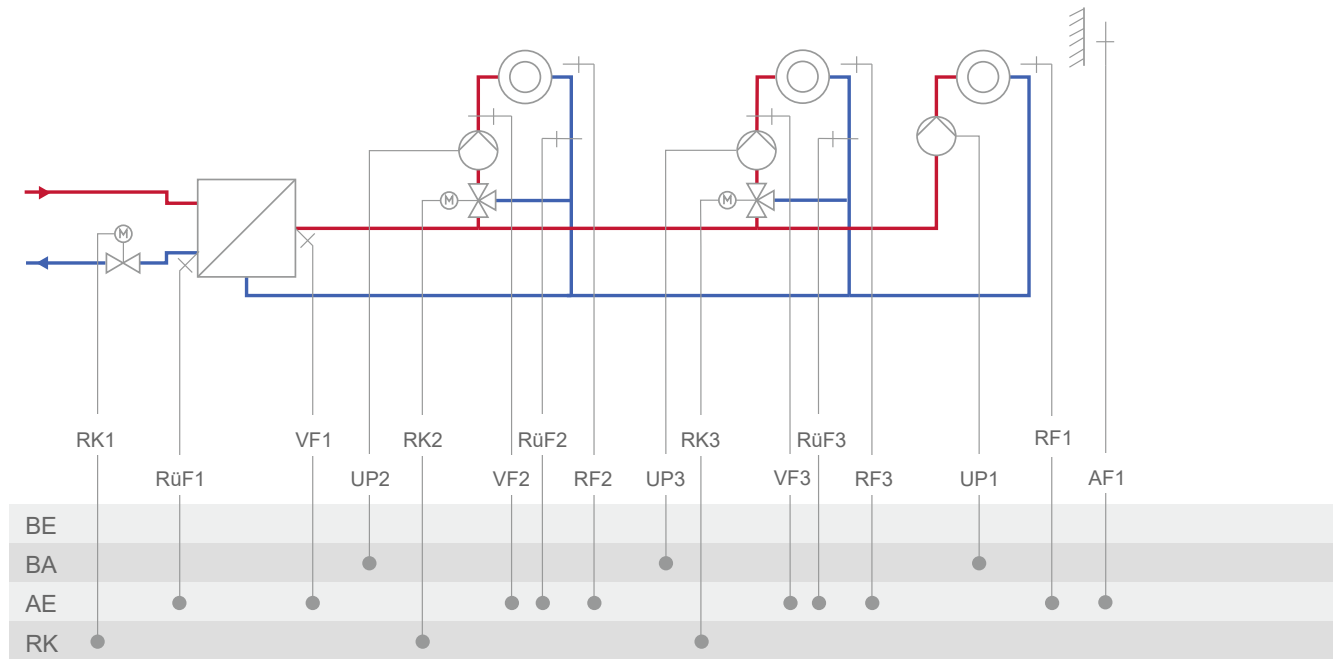 M
M
M
RK1
VF1
RK2
RüF2
RK3
RüF3
RF1
RüF1
UP2
VF2
RF2
UP3
VF3
RF3
UP1
AF1
BE
BA
AE
RK